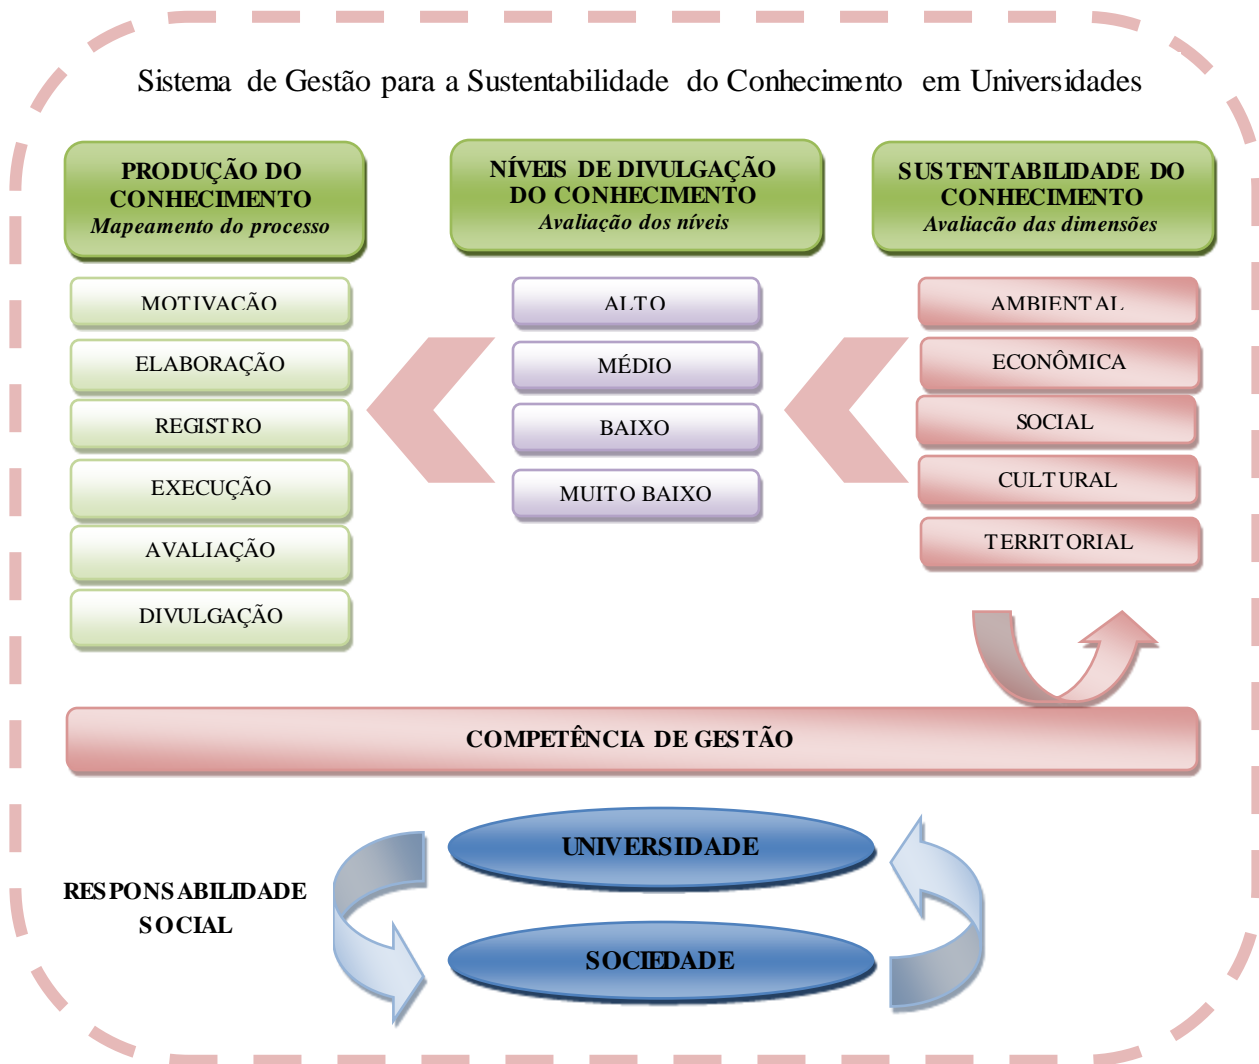 Sistema de Gestão para a Sustentabilidade do Conhecimento em Universidades
PRODUÇÃO DO
CONHECIMENTO
Mapeamento do processo
MOTIVAÇÃO
ELABORAÇÃO
REGISTRO
EXECUÇÃO
AVALIAÇÃO
DIVULGAÇÃO
NÍVEIS DE DIVULGAÇÃO
DO CONHECIMENTO
Avaliação dos níveis
ALTO
MÉDIO
BAIXO
MUITO BAIXO
SUSTENTABILIDADE DO
CONHECIMENTO
Avaliação das dimensões
AMBIENTAL
ECONÔMICA
SOCIAL
CULTURAL
TERRITORIAL
COMPETÊNCIA DE GESTÃO
RESPONSABILIDADE
SOCIAL
UNIVERSIDADE
SOCIEDADE